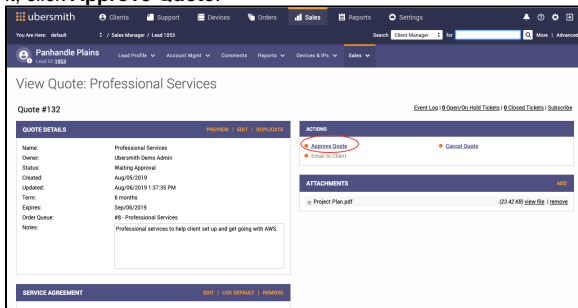 it, click Approve Quote.
ubersmith Clients Support Devices Orders Sales Reports Settings
You Are Here: default / Sales Manager / Lead 1053 Search Client Manager for More | Advanced
Panhandle Plains
Lead ID: 1053
Lead Profile Account Mgmt Comments Reports Devices & IPs Sales
View Quote: Professional Services
Quote #132 Event Log | 0 Open/On Hold Tickets | 0 Closed Tickets | Subscribe
QUOTE DETAILS PREVIEW | EDIT | DUPLICATE
Name: Professional Services
Owner: Ubersmith Demo Admin
Status: Waiting Approval
Created: Aug/05/2019
Updated: Aug/06/2019 1:37:35 PM
Term: 6 months
Expires: Sep/06/2019
Order Queue: #8 - Professional Services
Notes: Professional services to help client set up and get going with AWS.
ACTIONS
Approve Quote Cancel Quote
Email to Client
ATTACHMENTS ADD
Project Plan.pdf (23.42 KB) view file | remove
SERVICE AGREEMENT EDIT | USE DEFAULT | REMOVE